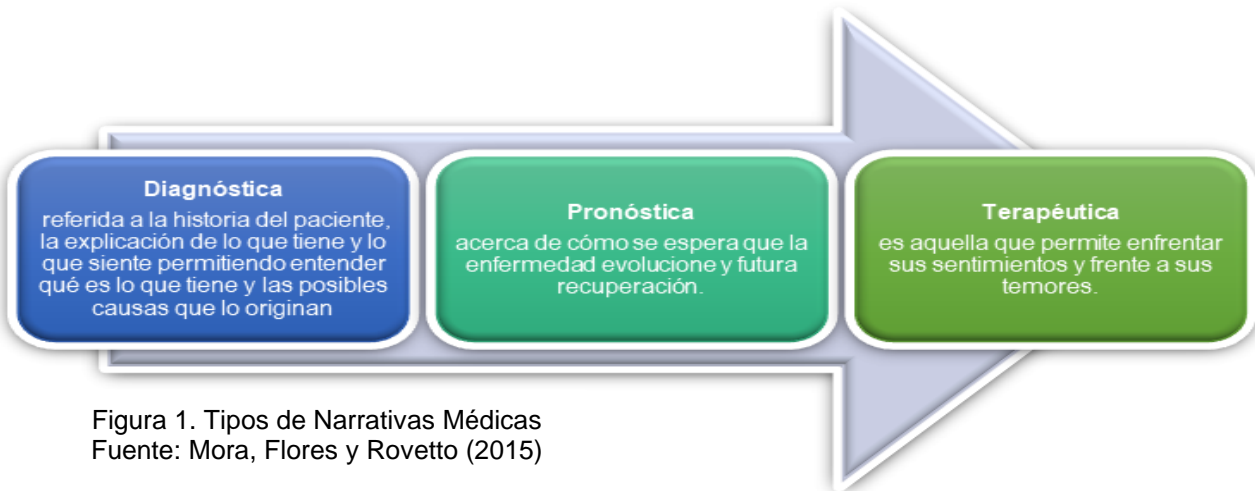 Diagnóstica
referida a la historia del paciente,
la explicación de lo que tiene y lo
que siente permitiendo entender
qué es lo que tiene y las posibles
causas que lo originan
Pronóstica
acerca de cómo se espera que la
enfermedad evolucione y futura
recuperación.
Terapéutica
es aquella que permite enfrentar
sus sentimientos y frente a sus
temores.
Figura 1. Tipos de Narrativas Médicas
Fuente: Mora, Flores y Rovetto (2015)